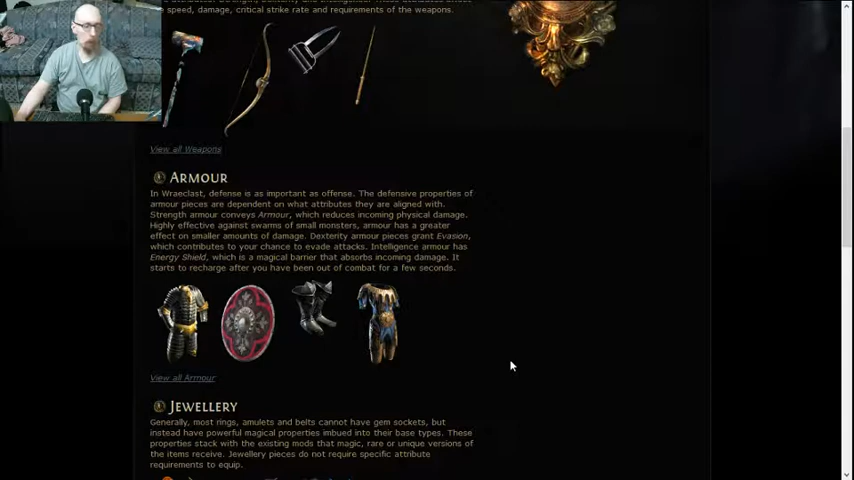 he speed, damage, critical strike rate and requirements of the weapons.
View all Weapons
ARMOUR
In Wraeclast, defense is as important as offense. The defensive properties of
armour pieces are dependent on what attributes they are aligned with.
Strength armour conveys Armour, which reduces incoming physical damage.
Highly effective against swarms of small monsters, armour has a greater
effect on smaller amounts of damage. Dexterity armour pieces grant Evasion,
which contributes to your chance to evade attacks. Intelligence armour has
Energy Shield, which is a magical barrier that absorbs incoming damage. It
starts to recharge after you have been out of combat for a few seconds.
View all Armour
JEWELLERY
Generally, most rings, amulets and belts cannot have gem sockets, but
instead have powerful magical properties imbued into their base types. These
properties stack with the existing mods that magic, rare or unique versions of
the items receive. Jewellery pieces do not require specific attribute
requirements to equip.